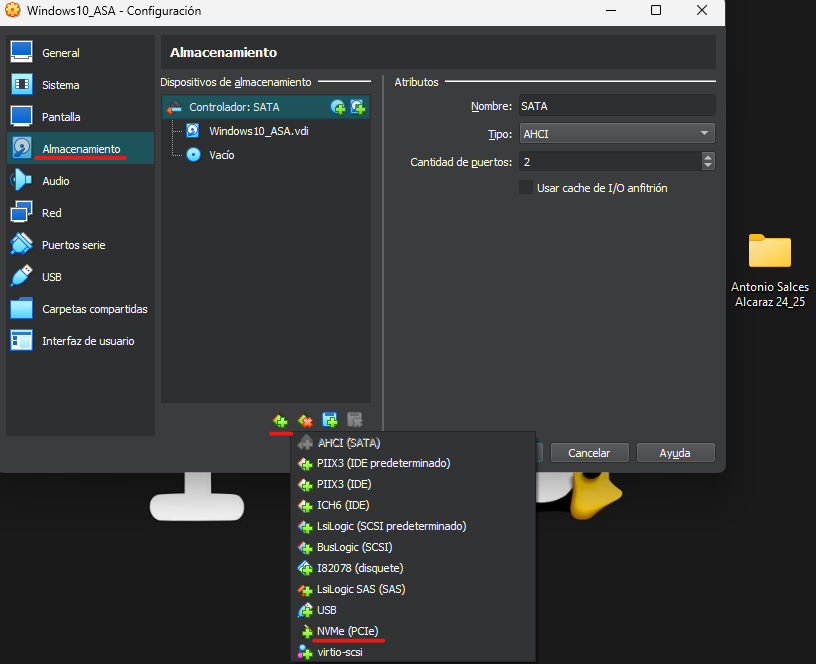 Windows10_ASA - Configuración
General
Sistema
Pantalla
Almacenamiento
Audio
Red
Puertos serie
USB
Carpetas compartidas
Interfaz de usuario
Almacenamiento
Dispositivos de almacenamiento
Controlador: SATA
Windows10_ASA.vdi
Vacío
Atributos
Nombre: SATA
Tipo: AHCI
Cantidad de puertos: 2
Usar cache de I/O anfitrión
Antonio Salces
Alcaraz 24_25
Cancelar
Ayuda
AHCI (SATA)
PIIX3 (IDE predeterminado)
PIIX3 (IDE)
ICH6 (IDE)
LsiLogic (SCSI predeterminado)
BusLogic (SCSI)
I82078 (disquete)
LsiLogic SAS (SAS)
USB
NVMe (PCIe)
virtio-scsi